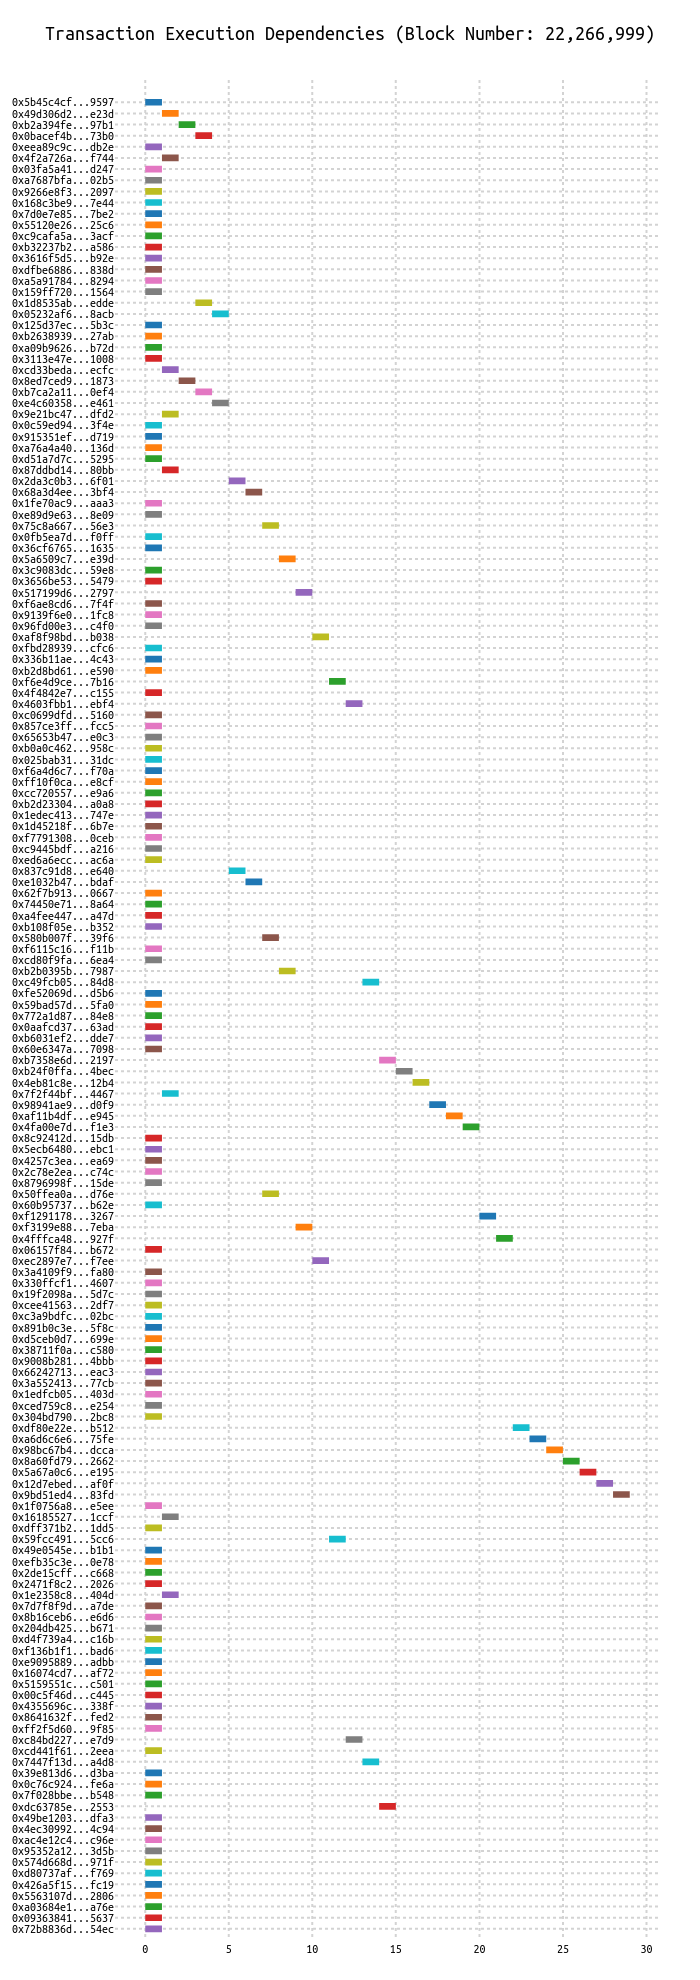 Transaction Execution Dependencies (Block Number: 22,266,999)
0x5b45c4cf...9597
0x49d306d2...e23d
0xb2a394fe...97b1
0x0bacef4b...73b0
0xeea89c9c...db2e
0x4f2a726a...f744
0x03fa5a41...d247
0xa7687bfa...02b5
0x9266e8f3...2097
0x168c3be9...7e44
0x7d0e7e85...7be2
0x55120e26...25c6
0xc9cafa5a...3acf
0xb32237b2...a586
0x3616f5d5...b92e
0xdfbe6886...838d
0xa5a91784...8294
0x159ff720...1564
0x1d8535ab...edde
0x05232af6...8acb
0x125d37ec...5b3c
0xb2638939...27ab
0xa09b9626...b72d
0x3113e47e...1008
0xcd33beda...ecfc
0x8ed7ced9...1873
0xb7ca2a11...0ef4
0xe4c60358...e461
0x9e21bc47...dfd2
0x0c59ed94...3f4e
0x915351ef...d719
0xa76a4a40...136d
0xd51a7d7c...5295
0x87ddbd14...80bb
0x2da3c0b3...6f01
0x68a3d4ee...3bf4
0x1fe70ac9...aaa3
0xe89d9e63...8e09
0x75c8a667...56e3
0x0fb5ea7d...f0ff
0x36cf6765...1635
0x5a6509c7...e39d
0x3c9083dc...59e8
0x3656be53...5479
0x517199d6...2797
0xf6ae8cd6...7f4f
0x9139f6e0...1fc8
0x96fd00e3...c4f0
0xaf8f98bd...b038
0xfbd28939...cfc6
0x336b11ae...4c43
0xb2d8bd61...e590
0xf6e4d9ce...7b16
0x4f4842e7...c155
0x4603fbb1...ebf4
0xc0699dfd...5160
0x857ce3ff...fcc5
0x65653b47...e0c3
0xb0a0c462...958c
0x025bab31...31dc
0xf6a4d6c7...f70a
0xff10f0ca...e8cf
0xcc720557...e9a6
0xb2d23304...a0a8
0x1edec413...747e
0x1d45218f...6b7e
0xf7791308...0ceb
0xc9445bdf...a216
0xed6a6ecc...ac6a
0x837c91d8...e640
0xe1032b47...bdaf
0x62f7b913...0667
0x74450e71...8a64
0xa4fee447...a47d
0xb108f05e...b352
0x580b007f...39f6
0xf6115c16...f11b
0xcd80f9fa...6ea4
0xb2b0395b...7987
0xc49fcb05...84d8
0xfe52069d...d5b6
0x59bad57d...5fa0
0x772a1d87...84e8
0x0aafcd37...63ad
0xb6031ef2...dde7
0x60e6347a...7098
0xb7358e6d...2197
0xb24f0ffa...4bec
0x4eb81c8e...12b4
0x7f2f44bf...4467
0x98941ae9...d0f9
0xaf11b4df...e945
0x4fa00e7d...f1e3
0x8c92412d...15db
0x5ecb6480...ebc1
0x4257c3ea...ea69
0x2c78e2ea...c74c
0x8796998f...15de
0x50ffea0a...d76e
0x60b95737...b62e
0xf1291178...3267
0xf3199e88...7eba
0x4fffca48...927f
0x06157f84...b672
0xec2897e7...f7ee
0x3a4109f9...fa80
0x330ffcf1...4607
0x19f2098a...5d7c
0xcee41563...2df7
0xc3a9bdfc...02bc
0x891b0c3e...5f8c
0xd5ceb0d7...699e
0x38711f0a...c580
0x9008b281...4bbb
0x66242713...eac3
0x3a552413...77cb
0x1edfcb05...403d
0xced759c8...e254
0x304bd790...2bc8
0xdf80e22e...b512
0xa6d6c6e6...75fe
0x98bc67b4...dcca
0x8a60fd79...2662
0x5a67a0c6...e195
0x12d7ebed...af0f
0x9bd51ed4...83fd
0x1f0756a8...e5ee
0x16185527...1ccf
0xdff371b2...1dd5
0x59fcc491...5cc6
0x49e0545e...b1b1
0xefb35c3e...0e78
0x2de15cff...c668
0x2471f8c2...2026
0x1e2358c8...404d
0x7d7f8f9d...a7de
0x8b16ceb6...e6d6
0x204db425...b671
0xd4f739a4...c16b
0xf136b1f1...bad6
0xe9095889...adbb
0x16074cd7...af72
0x5159551c...c501
0x00c5f46d...c445
0x4355696c...338f
0x8641632f...fed2
0xff2f5d60...9f85
0xc84bd227...e7d9
0xcd441f61...2eea
0x7447f13d...a4d8
0x39e813d6...d3ba
0x0c76c924...fe6a
0x7f028bbe...b548
0xdc63785e...2553
0x49be1203...dfa3
0x4ec30992...4c94
0xac4e12c4...c96e
0x95352a12...3d5b
0x574d668d...971f
0xd80737af...f769
0x426a5f15...fc19
0x5563107d...2806
0xa03684e1...a76e
0x09363841...5637
0x72b8836d...54ec
0 5 10 15 20 25 30